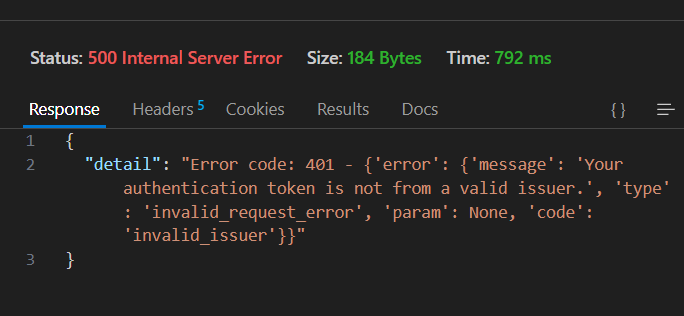 Status: 500 Internal Server Error Size: 184 Bytes Time: 792 ms
Response Headers 5 Cookies Results Docs { }
1 {
2 "detail": "Error code: 401 - {'error': {'message': 'Your
authentication token is not from a valid issuer.', 'type'
: 'invalid_request_error', 'param': None, 'code':
'invalid_issuer'}}"
3 }